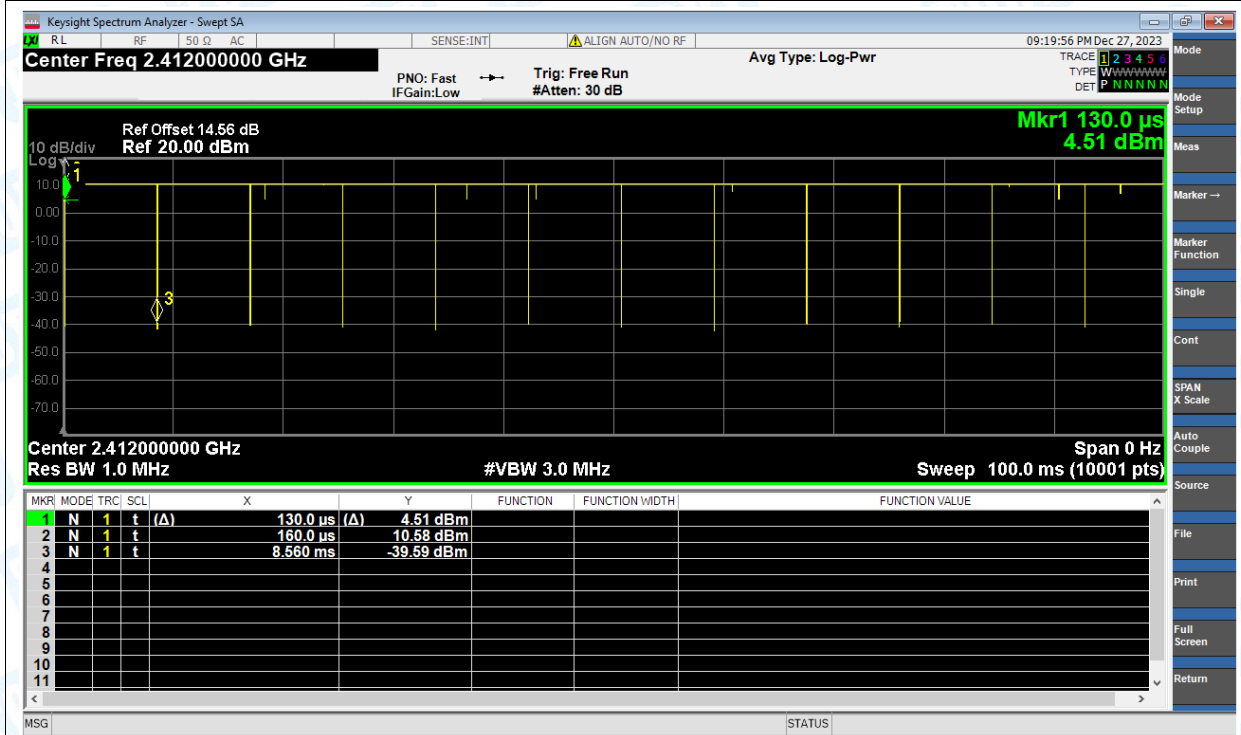 Keysight Spectrum Analyzer - Swept SA
LXI RL RF 50 Ω AC SENSE:INT ALIGN AUTO/NO RF 09:19:56 PM Dec 27, 2023
Center Freq 2.412000000 GHz
PNO: Fast
IFGain:Low
Trig: Free Run
#Atten: 30 dB
Avg Type: Log-Pwr
TRACE 1 2 3 4 5 6
TYPE WWWWWW
DET P N N N N N
Ref Offset 14.56 dB
10 dB/div Ref 20.00 dBm
Log
Mkr1 130.0 µs
4.51 dBm
1
3
10.0
0.00
-10.0
-20.0
-30.0
-40.0
-50.0
-60.0
-70.0
Center 2.412000000 GHz Span 0 Hz
Res BW 1.0 MHz #VBW 3.0 MHz Sweep 100.0 ms (10001 pts)
MKR MODE TRC SCL X Y FUNCTION FUNCTION WIDTH FUNCTION VALUE
1 N 1 t (Δ) 130.0 µs (Δ) 4.51 dBm
2 N 1 t 160.0 µs 10.58 dBm
3 N 1 t 8.560 ms -39.59 dBm
4
5
6
7
8
9
10
11
MSG STATUS
Mode
Mode
Setup
Meas
Marker →
Marker
Function
Single
Cont
SPAN
X Scale
Auto
Couple
Source
File
Print
Full
Screen
Return